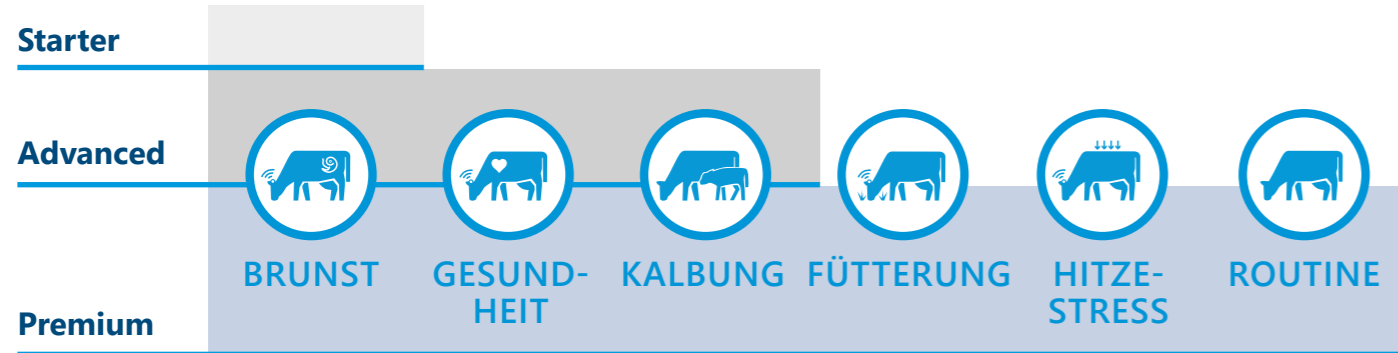 Starter
Advanced
BRUNST
GESUND-
HEIT
KALBUNG
FÜTTERUNG
HITZE-
STRESS
ROUTINE
Premium